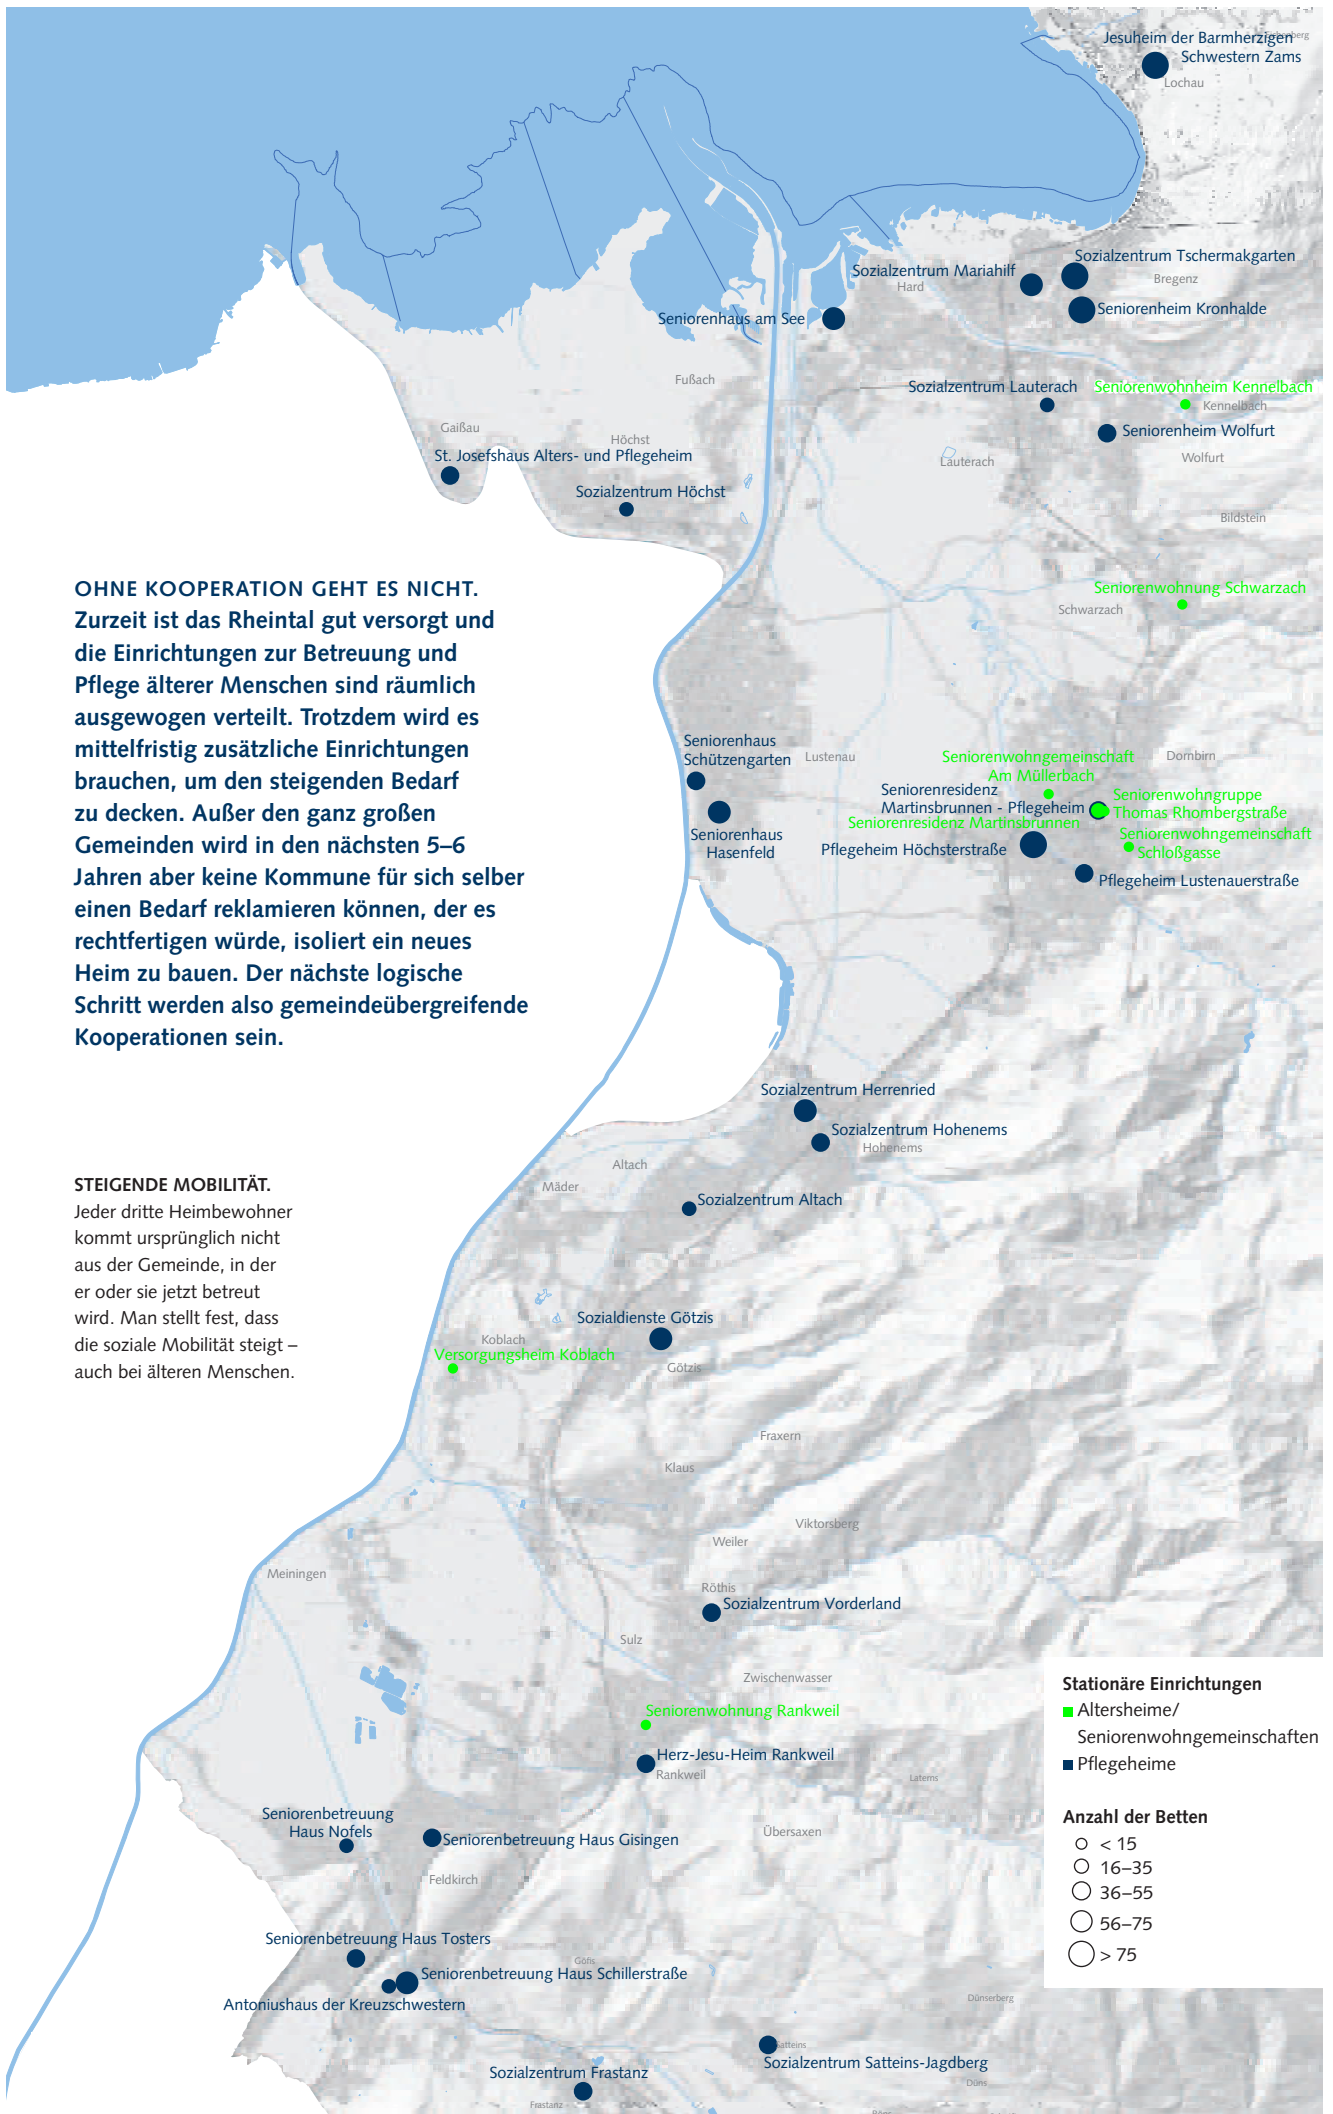 Jesuheim der Barmherzigen
Schwestern Zams
Lochau
Sozialzentrum Tschermakgarten
Sozialzentrum Mariahilf
Bregenz
Hard
Seniorenheim Kronhalde
Seniorenhaus am See
Fußach
Sozialzentrum Lauterach
Seniorenwohnheim Kennelbach
Kennelbach
Gaißau
Höchst
Seniorenheim Wolfurt
St. Josefshaus Alters- und Pflegeheim
Lauterach
Wolfurt
Sozialzentrum Höchst
Bildstein
OHNE KOOPERATION GEHT ES NICHT.
Zurzeit ist das Rheintal gut versorgt und
die Einrichtungen zur Betreuung und
Pflege älterer Menschen sind räumlich
ausgewogen verteilt. Trotzdem wird es
mittelfristig zusätzliche Einrichtungen
brauchen, um den steigenden Bedarf
zu decken. Außer den ganz großen
Gemeinden wird in den nächsten 5–6
Jahren aber keine Kommune für sich selber
einen Bedarf reklamieren können, der es
rechtfertigen würde, isoliert ein neues
Heim zu bauen. Der nächste logische
Schritt werden also gemeindeübergreifende
Kooperationen sein.
Seniorenwohnung Schwarzach
Schwarzach
Seniorenhaus
Schützengarten
Lustenau
Seniorenhaus
Hasenfeld
Seniorenwohngemeinschaft
Am Müllerbach
Dornbirn
Seniorenresidenz
Martinsbrunnen - Pflegeheim
Seniorenwohngruppe
Thomas Rhombergstraße
Seniorenresidenz Martinsbrunnen
Seniorenwohngemeinschaft
Schloßgasse
Pflegeheim Höchsterstraße
Pflegeheim Lustenauerstraße
Sozialzentrum Herrenried
Sozialzentrum Hohenems
Hohenems
Altach
Mäder
Sozialzentrum Altach
STEIGENDE MOBILITÄT.
Jeder dritte Heimbewohner
kommt ursprünglich nicht
aus der Gemeinde, in der
er oder sie jetzt betreut
wird. Man stellt fest, dass
die soziale Mobilität steigt –
auch bei älteren Menschen.
Sozialdienste Götzis
Koblach
Versorgungsheim Koblach
Götzis
Fraxern
Klaus
Viktorsberg
Weiler
Meiningen
Röthis
Sozialzentrum Vorderland
Sulz
Zwischenwasser
Seniorenwohnung Rankweil
Herz-Jesu-Heim Rankweil
Rankweil
Laterns
Seniorenbetreuung
Haus Nofels
Seniorenbetreuung Haus Gisingen
Übersaxen
Feldkirch
Seniorenbetreuung Haus Tosters
Göfis
Seniorenbetreuung Haus Schillerstraße
Antoniushaus der Kreuzschwestern
Dünserberg
Satteins
Sozialzentrum Satteins-Jagdberg
Sozialzentrum Frastanz
Düns
Frastanz
Stationäre Einrichtungen
Altersheime/
Seniorenwohngemeinschaften
Pflegeheime
Anzahl der Betten
< 15
16–35
36–55
56–75
> 75